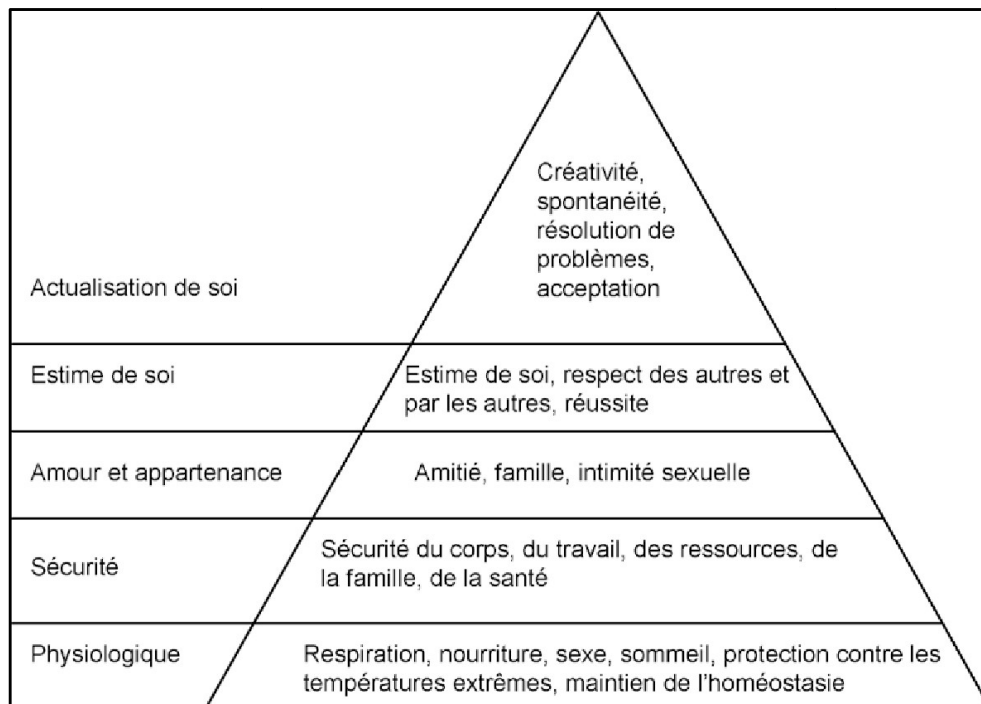 Créativité,
spontanéité,
résolution de
problèmes,
acceptation
Actualisation de soi
Estime de soi
Estime de soi, respect des autres et
par les autres, réussite
Amour et appartenance
Amitié, famille, intimité sexuelle
Sécurité
Sécurité du corps, du travail, des ressources, de
la famille, de la santé
Physiologique
Respiration, nourriture, sexe, sommeil, protection contre les
températures extrêmes, maintien de l'homéostasie